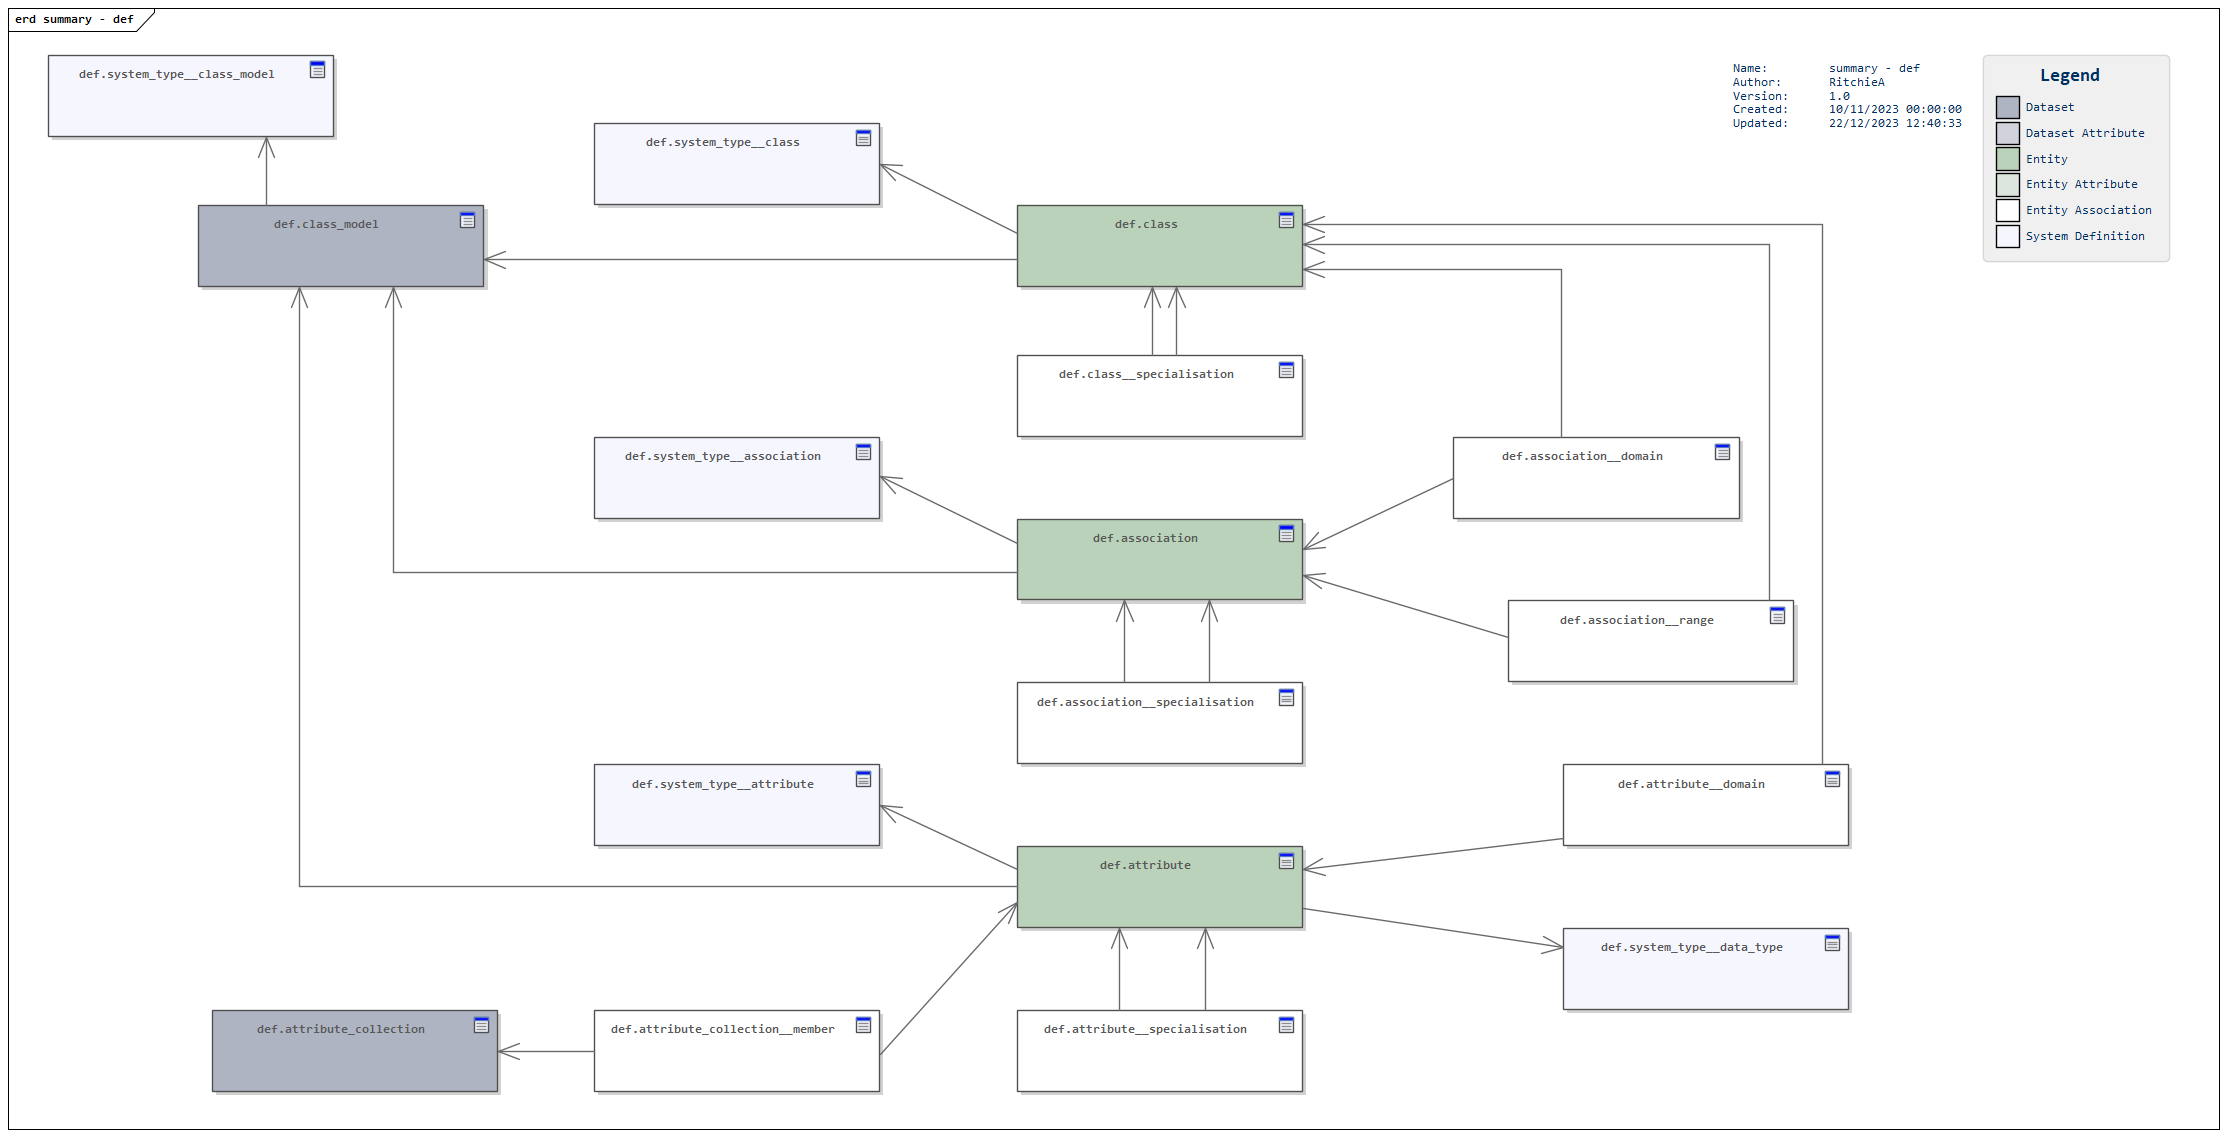 erd summary - def
def.system_type__class_model
Name: summary - def
Author: RitchieA
Version: 1.0
Created: 10/11/2023 00:00:00
Updated: 22/12/2023 12:40:33
Legend
Dataset
Dataset Attribute
Entity
Entity Attribute
Entity Association
System Definition
def.system_type__class
def.class_model
def.class
def.class__specialisation
def.system_type__association
def.association__domain
def.association
def.association__range
def.association__specialisation
def.system_type__attribute
def.attribute__domain
def.attribute
def.system_type__data_type
def.attribute_collection
def.attribute_collection__member
def.attribute__specialisation